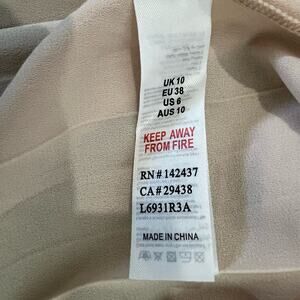 UK 10
EU 38
US 6
AUS 10
KEEP AWAY
FROM FIRE
RN# 142437
CA# 29438
L6931R3A
MADE IN CHINA